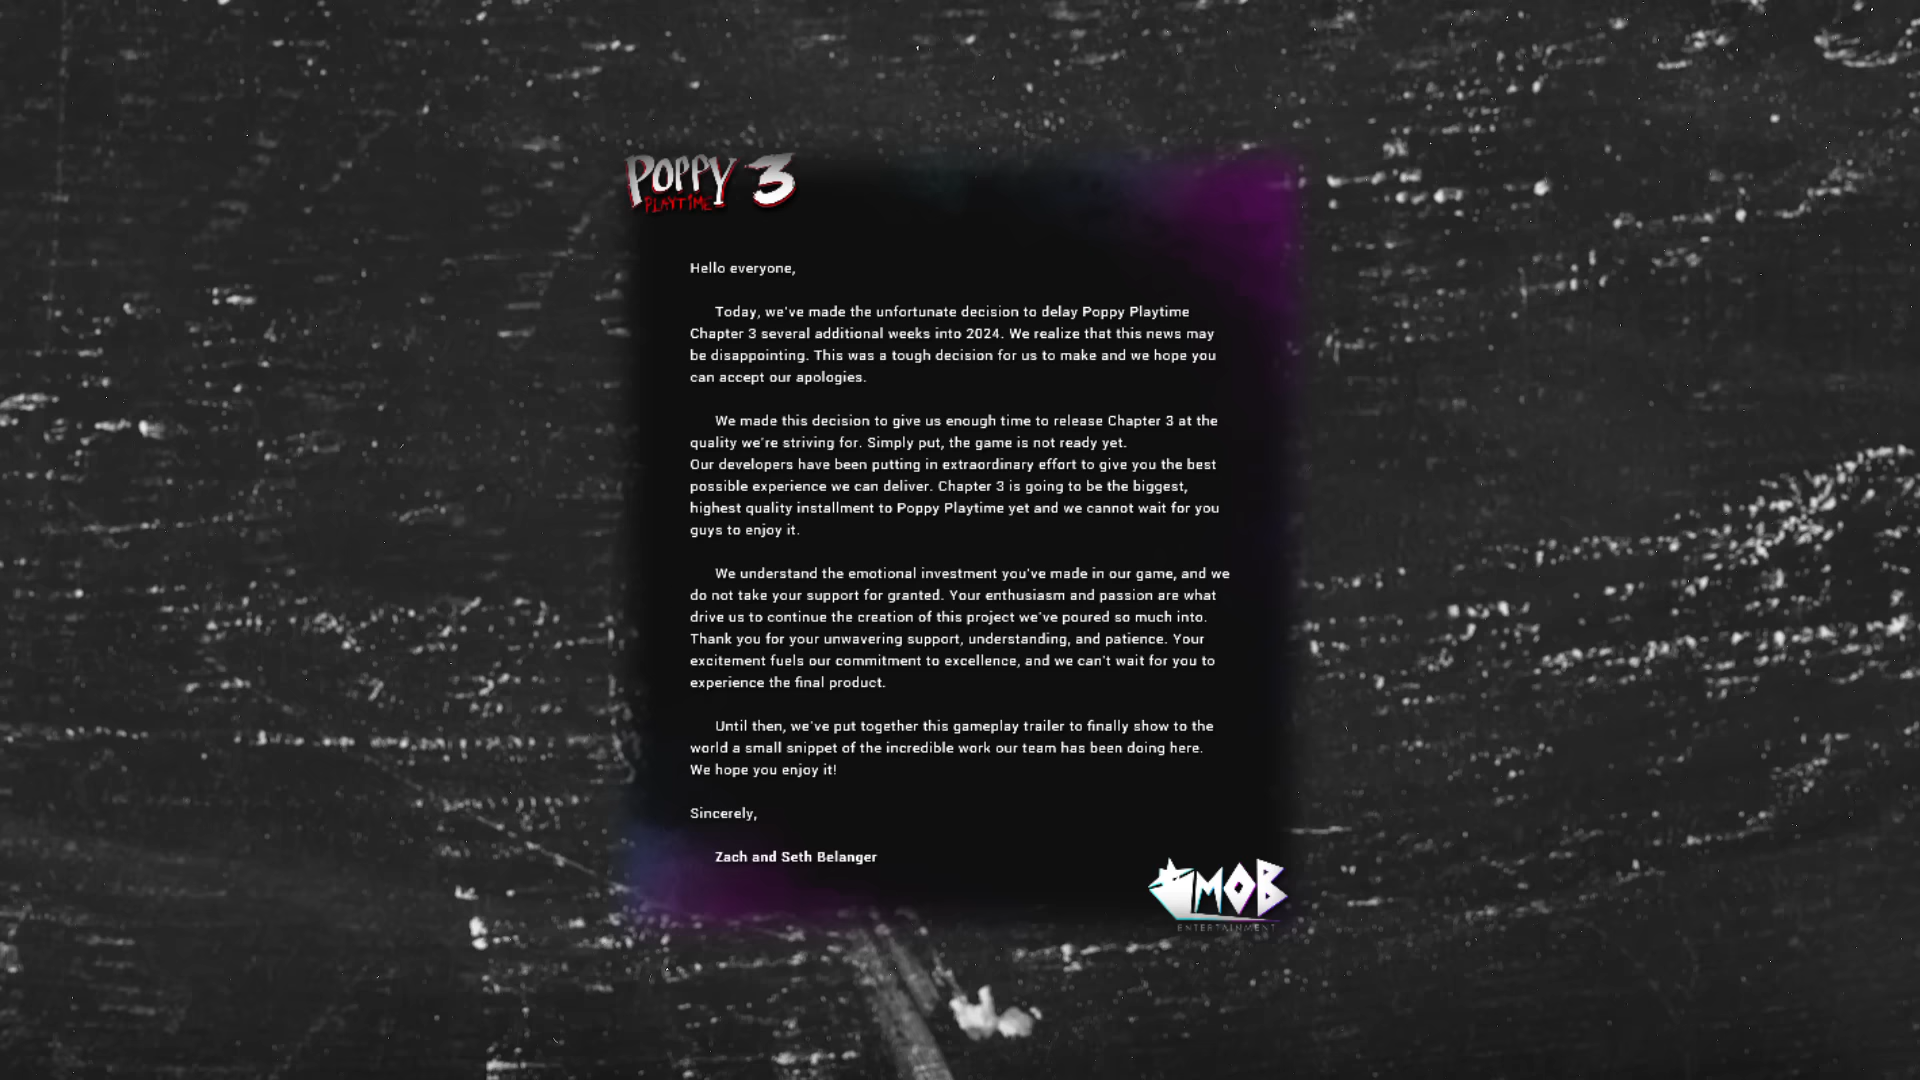 POPPY 3
PLAYTIME
Hello everyone,
Today, we've made the unfortunate decision to delay Poppy Playtime
Chapter 3 several additional weeks into 2024. We realize that this news may
be disappointing. This was a tough decision for us to make and we hope you
can accept our apologies.
We made this decision to give us enough time to release Chapter 3 at the
quality we're striving for. Simply put, the game is not ready yet.
Our developers have been putting in extraordinary effort to give you the best
possible experience we can deliver. Chapter 3 is going to be the biggest,
highest quality installment to Poppy Playtime yet and we cannot wait for you
guys to enjoy it.
We understand the emotional investment you've made in our game, and we
do not take your support for granted. Your enthusiasm and passion are what
drive us to continue the creation of this project we've poured so much into.
Thank you for your unwavering support, understanding, and patience. Your
excitement fuels our commitment to excellence, and we can't wait for you to
experience the final product.
Until then, we've put together this gameplay trailer to finally show to the
world a small snippet of the incredible work our team has been doing here.
We hope you enjoy it!
Sincerely,
Zach and Seth Belanger
MOB
ENTERTAINMENT